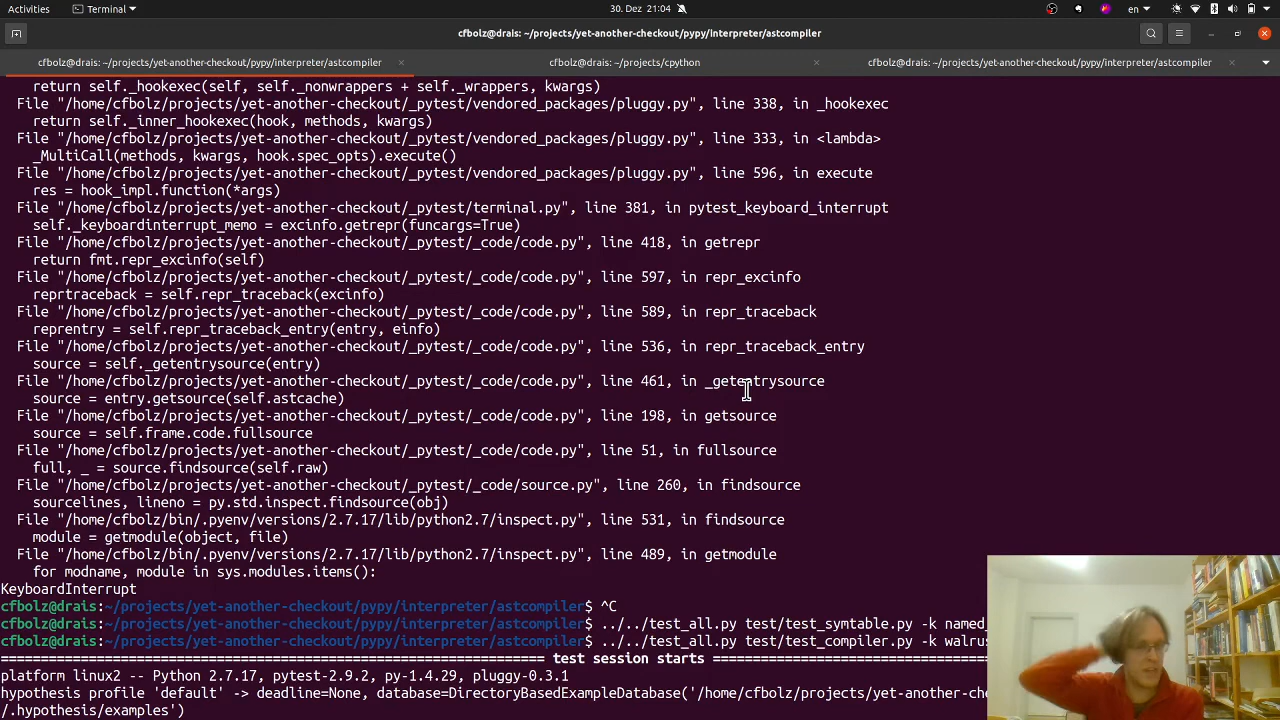 Activities
Terminal
30. Dez 21:04
en
cfbolz@drais: ~/projects/yet-another-checkout/pypy/interpreter/astcompiler
cfbolz@drais: ~/projects/yet-another-checkout/pypy/interpreter/astcompiler
cfbolz@drais: ~/projects/cpython
cfbolz@drais: ~/projects/yet-another-checkout/pypy/interpreter/astcompiler
return self._hookexec(self, self._nonwrappers + self._wrappers, kwargs)
File "/home/cfbolz/projects/yet-another-checkout/_pytest/vendored_packages/pluggy.py", line 338, in _hookexec
return self._inner_hookexec(hook, methods, kwargs)
File "/home/cfbolz/projects/yet-another-checkout/_pytest/vendored_packages/pluggy.py", line 333, in <lambda>
_MultiCall(methods, kwargs, hook.spec_opts).execute()
File "/home/cfbolz/projects/yet-another-checkout/_pytest/vendored_packages/pluggy.py", line 596, in execute
res = hook_impl.function(*args)
File "/home/cfbolz/projects/yet-another-checkout/_pytest/terminal.py", line 381, in pytest_keyboard_interrupt
self._keyboardinterrupt_memo = excinfo.getrepr(funcargs=True)
File "/home/cfbolz/projects/yet-another-checkout/_pytest/_code/code.py", line 418, in getrepr
return fmt.repr_excinfo(self)
File "/home/cfbolz/projects/yet-another-checkout/_pytest/_code/code.py", line 597, in repr_excinfo
reprtraceback = self.repr_traceback(excinfo)
File "/home/cfbolz/projects/yet-another-checkout/_pytest/_code/code.py", line 589, in repr_traceback
reprentry = self.repr_traceback_entry(entry, einfo)
File "/home/cfbolz/projects/yet-another-checkout/_pytest/_code/code.py", line 536, in repr_traceback_entry
source = self._getentrysource(entry)
File "/home/cfbolz/projects/yet-another-checkout/_pytest/_code/code.py", line 461, in _getentrysource
source = entry.getsource(self.astcache)
File "/home/cfbolz/projects/yet-another-checkout/_pytest/_code/code.py", line 198, in getsource
source = self.frame.code.fullsource
File "/home/cfbolz/projects/yet-another-checkout/_pytest/_code/code.py", line 51, in fullsource
full, _ = source.findsource(self.raw)
File "/home/cfbolz/projects/yet-another-checkout/_pytest/_code/source.py", line 260, in findsource
sourcelines, lineno = py.std.inspect.findsource(obj)
File "/home/cfbolz/bin/.pyenv/versions/2.7.17/lib/python2.7/inspect.py", line 531, in findsource
module = getmodule(object, file)
File "/home/cfbolz/bin/.pyenv/versions/2.7.17/lib/python2.7/inspect.py", line 489, in getmodule
for modname, module in sys.modules.items():
KeyboardInterrupt
cfbolz@drais:~/projects/yet-another-checkout/pypy/interpreter/astcompiler$ ^C
cfbolz@drais:~/projects/yet-another-checkout/pypy/interpreter/astcompiler$ ../../test_all.py test/test_symtable.py -k named_
cfbolz@drais:~/projects/yet-another-checkout/pypy/interpreter/astcompiler$ ../../test_all.py test/test_compiler.py -k walrus
==================================================================== test session starts ====================================
platform linux2 -- Python 2.7.17, pytest-2.9.2, py-1.4.29, pluggy-0.3.1
hypothesis profile 'default' -> deadline=None, database=DirectoryBasedExampleDatabase('/home/cfbolz/projects/yet-another-che
/.hypothesis/examples')